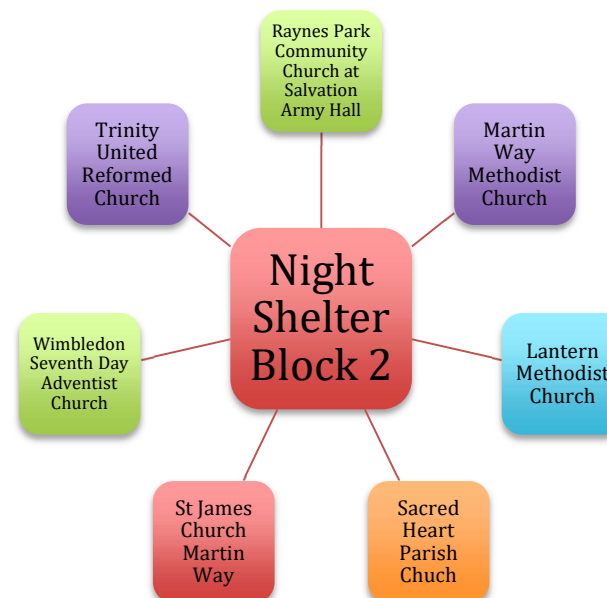 Raynes Park
Community
Church at
Salvation
Army Hall
Martin
Way
Methodist
Church
Lantern
Methodist
Church
Sacred
Heart
Parish
Chuch
St James
Church
Martin
Way
Wimbledon
Seventh Day
Adventist
Church
Trinity
United
Reformed
Church
Night
Shelter
Block 2